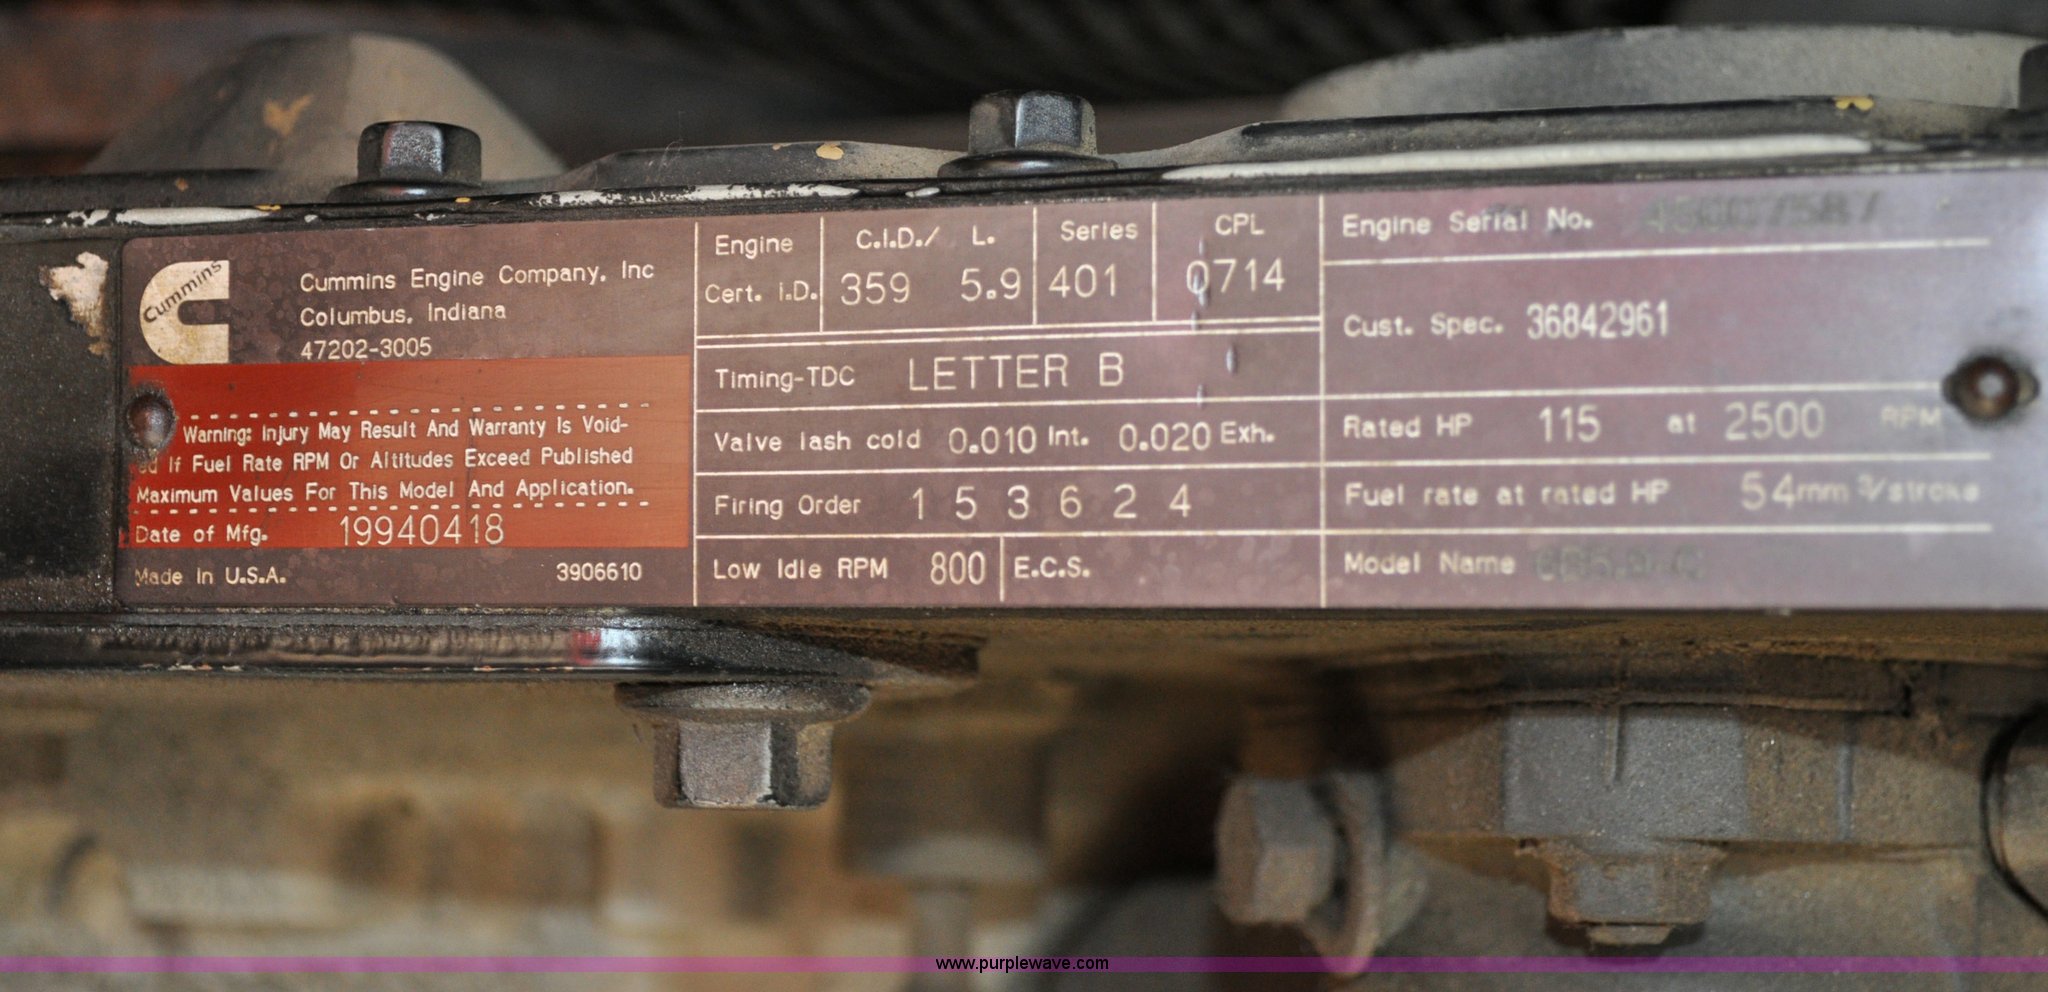 Cummins
Cummins Engine Company, Inc
Columbus, Indiana
47202-3005
Warning: Injury May Result And Warranty Is Void-
ed If Fuel Rate RPM Or Altitudes Exceed Published
Maximum Values For This Model And Application.
Date of Mfg. 19940418
Made In U.S.A. 3906610
Engine
Cert. I.D.
C.I.D./ L.
359 5.9
Series
401
CPL
0714
Timing-TDC LETTER B
Valve lash cold 0.010 Int. 0.020 Exh.
Firing Order 1 5 3 6 2 4
Low Idle RPM 800 E.C.S.
Engine Serial No.
Cust. Spec. 36842961
Rated HP 115 at 2500 RPM
Fuel rate at rated HP 54mm 3/stroke
Model Name
www.purplewave.com